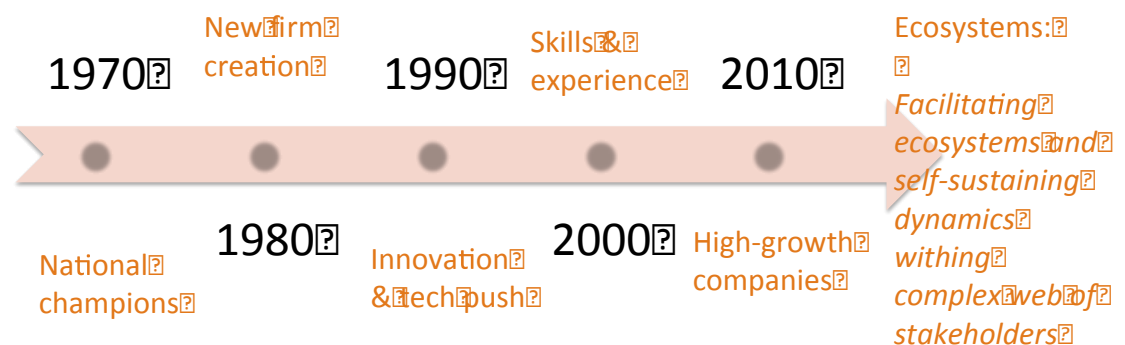 New firm
creation
Skills &
experience
Ecosystems:
1970
1990
2010
Facilitating
ecosystems and
self-sustaining
dynamics
withing
complex web of
stakeholders
1980
2000
National
champions
Innovation
& tech push
High-growth
companies